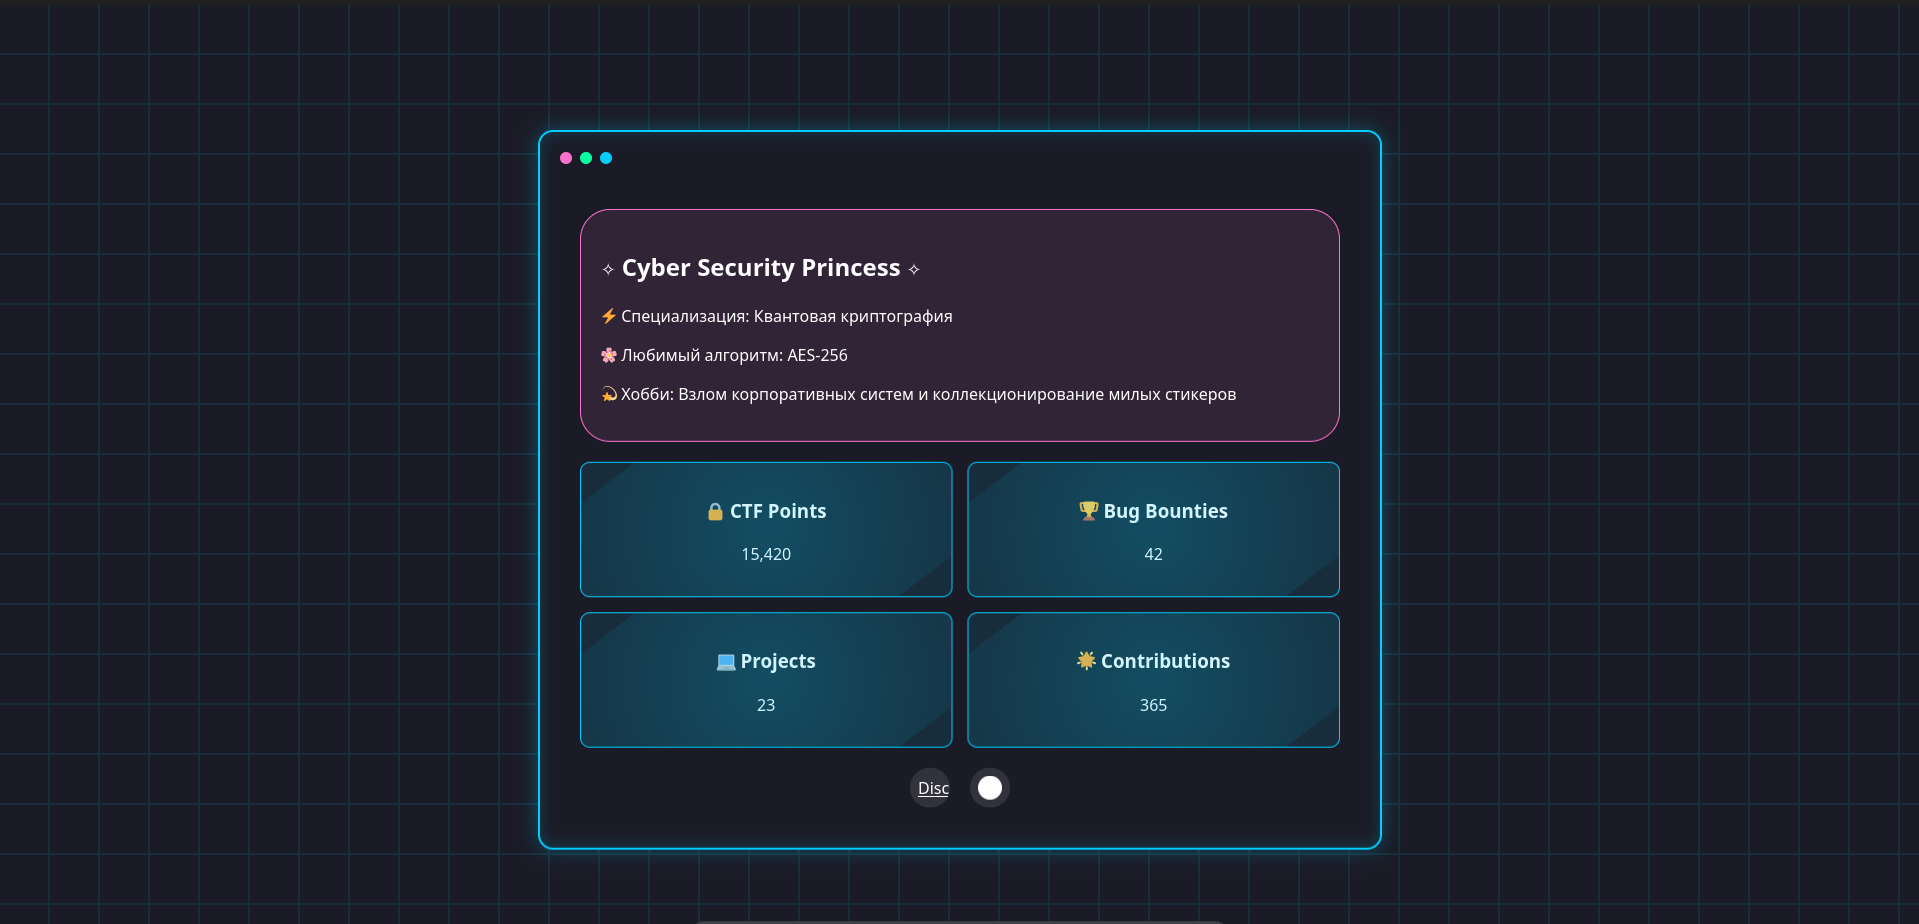 ✧ Cyber Security Princess ✧
⚡ Специализация: Квантовая криптография
🌸 Любимый алгоритм: AES-256
💫 Хобби: Взлом корпоративных систем и коллекционирование милых стикеров
🔒 CTF Points
15,420
🏆 Bug Bounties
42
💻 Projects
23
🌟 Contributions
365
Disc